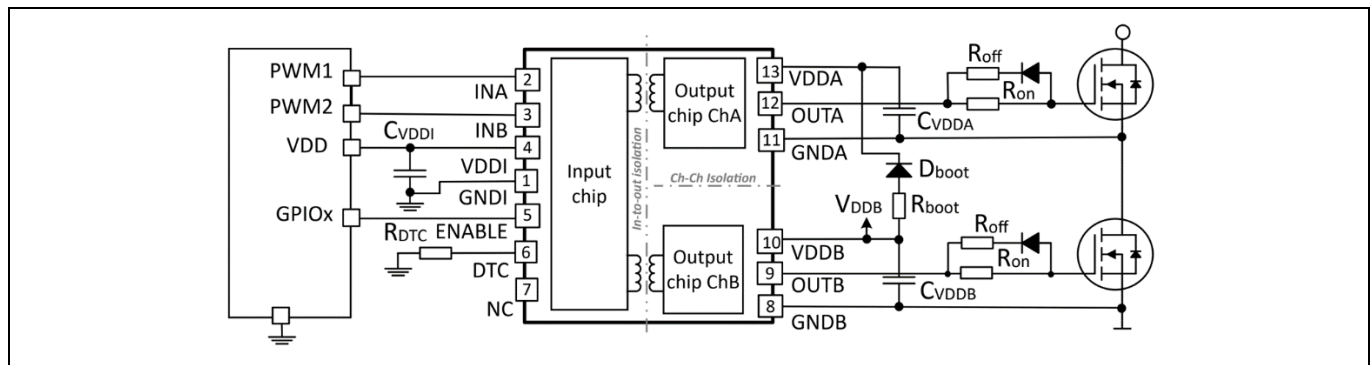 PWM1
PWM2
VDD
GPIOx
CVDDI
RDTC
INA
INB
VDDI
GNDI
ENABLE
DTC
NC
2
3
4
1
5
6
7
Input
chip
In-to-out isolation
Output
chip ChA
Ch-Ch Isolation
Output
chip ChB
13
12
11
10
9
8
VDDA
OUTA
GNDA
VDDB
OUTB
GNDB
CVDDA
Dboot
Rboot
VDDB
CVDDB
Roff
Ron
Roff
Ron